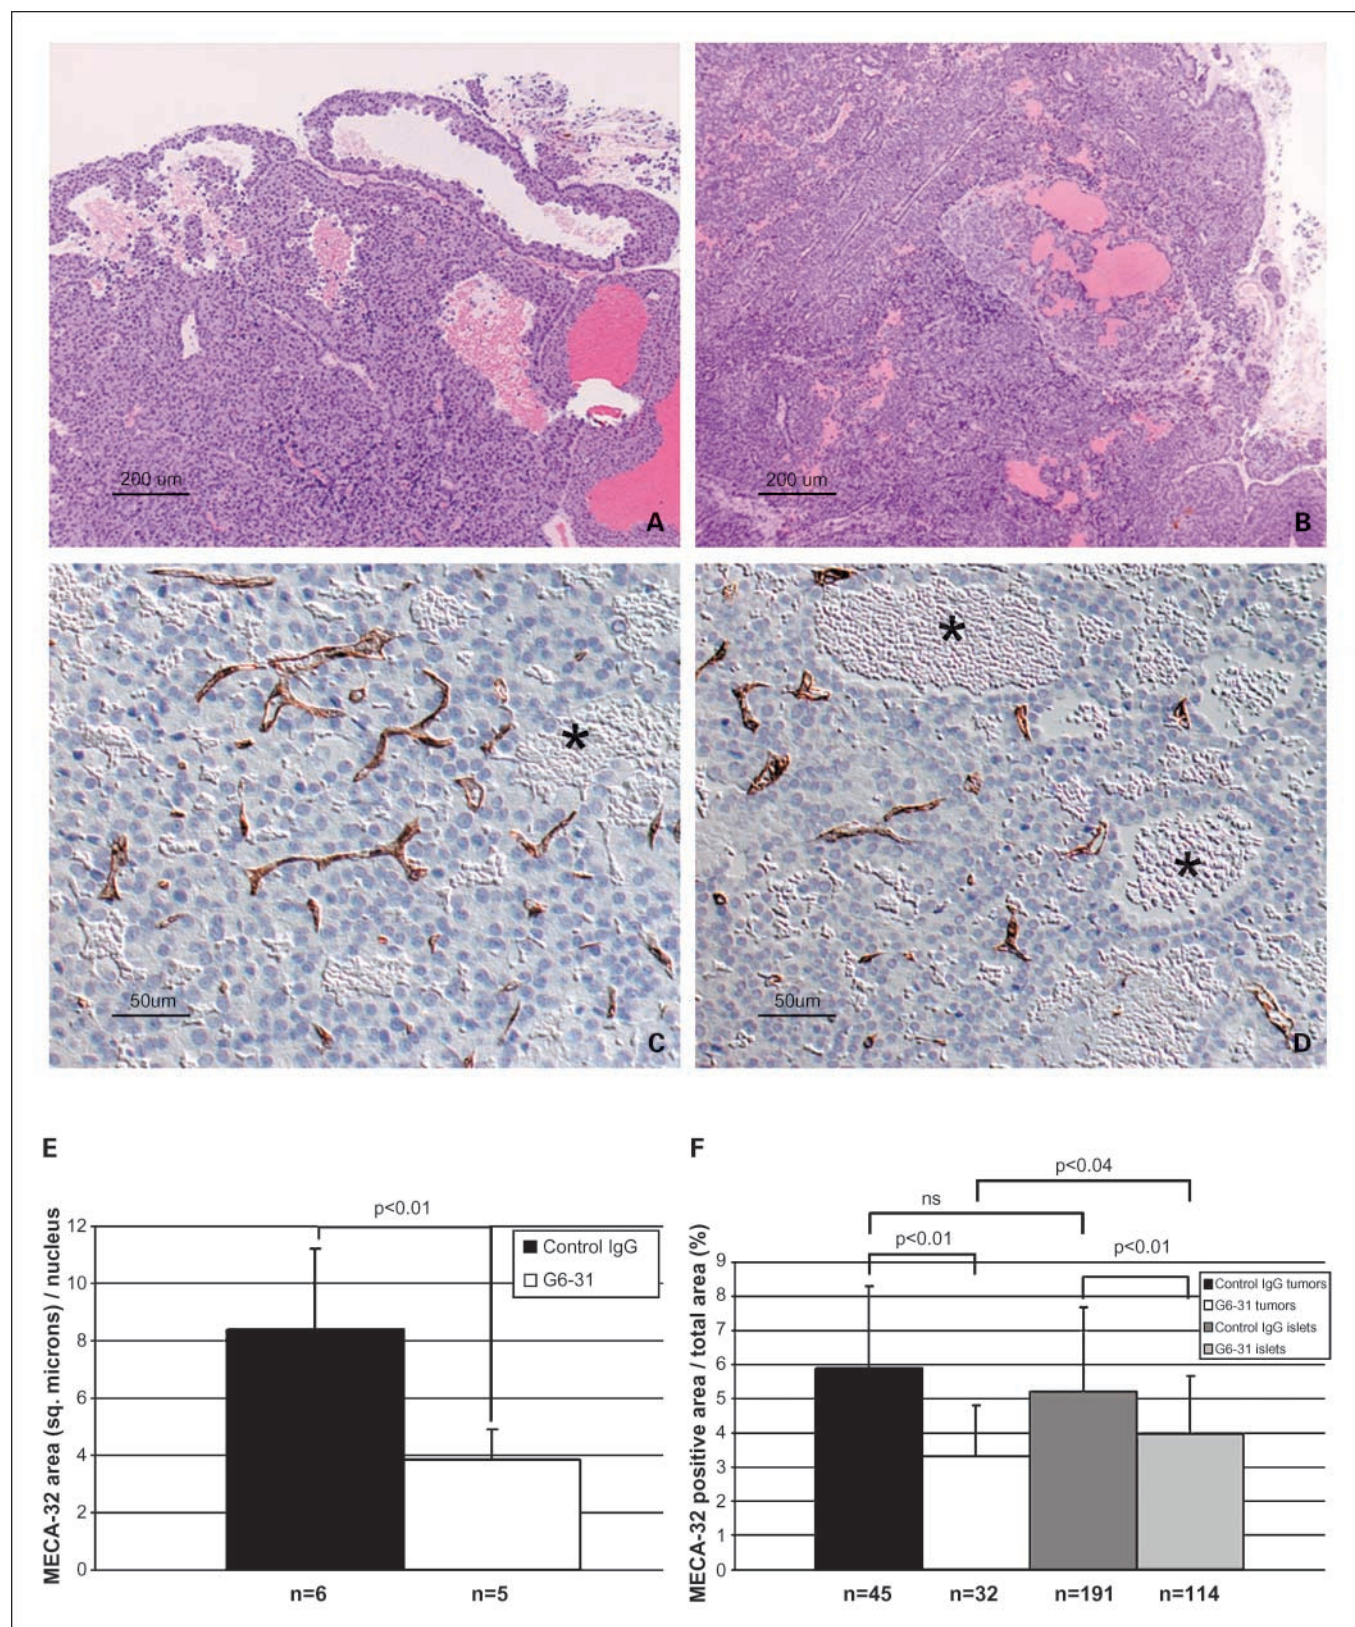 200 um
A
200 um
B
*
50um
C
*
*
50um
D
E
p<0.01
MECA-32 area (sq. microns) / nucleus
12
10
8
6
4
2
0
Control IgG
G6-31
n=6
n=5
F
p<0.04
ns
p<0.01
p<0.01
MECA-32 positive area / total area (%)
9
8
7
6
5
4
3
2
1
0
Control IgG tumors
G6-31 tumors
Control IgG islets
G6-31 islets
n=45
n=32
n=191
n=114